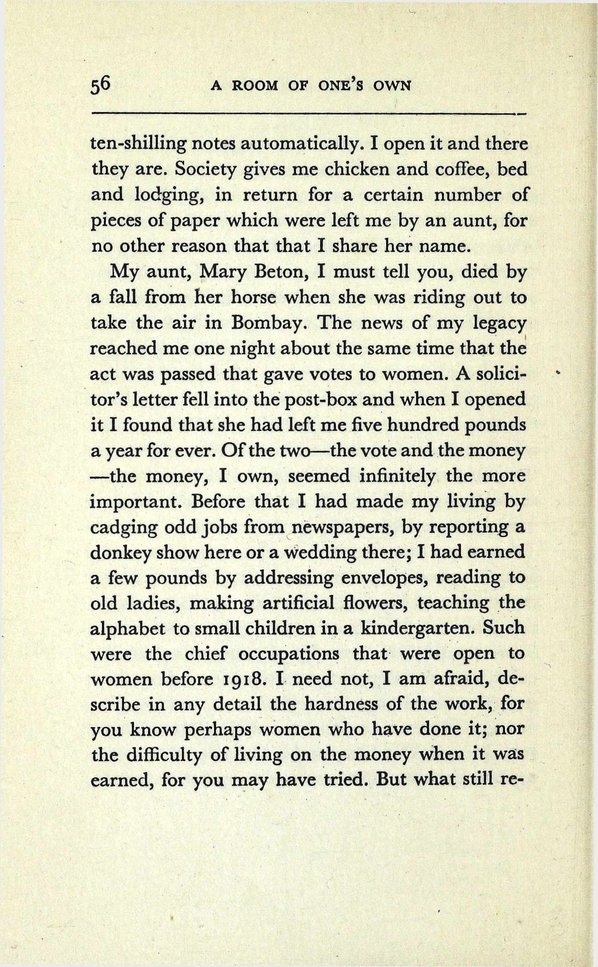 56 A ROOM OF ONE'S OWN
ten-shilling notes automatically. I open it and there
they are. Society gives me chicken and coffee, bed
and lodging, in return for a certain number of
pieces of paper which were left me by an aunt, for
no other reason that that I share her name.
My aunt, Mary Beton, I must tell you, died by
a fall from her horse when she was riding out to
take the air in Bombay. The news of my legacy
reached me one night about the same time that the
act was passed that gave votes to women. A solici-
tor's letter fell into the post-box and when I opened
it I found that she had left me five hundred pounds
a year for ever. Of the two—the vote and the money
—the money, I own, seemed infinitely the more
important. Before that I had made my living by
cadging odd jobs from newspapers, by reporting a
donkey show here or a wedding there; I had earned
a few pounds by addressing envelopes, reading to
old ladies, making artificial flowers, teaching the
alphabet to small children in a kindergarten. Such
were the chief occupations that were open to
women before 1918. I need not, I am afraid, de-
scribe in any detail the hardness of the work, for
you know perhaps women who have done it; nor
the difficulty of living on the money when it was
earned, for you may have tried. But what still re-